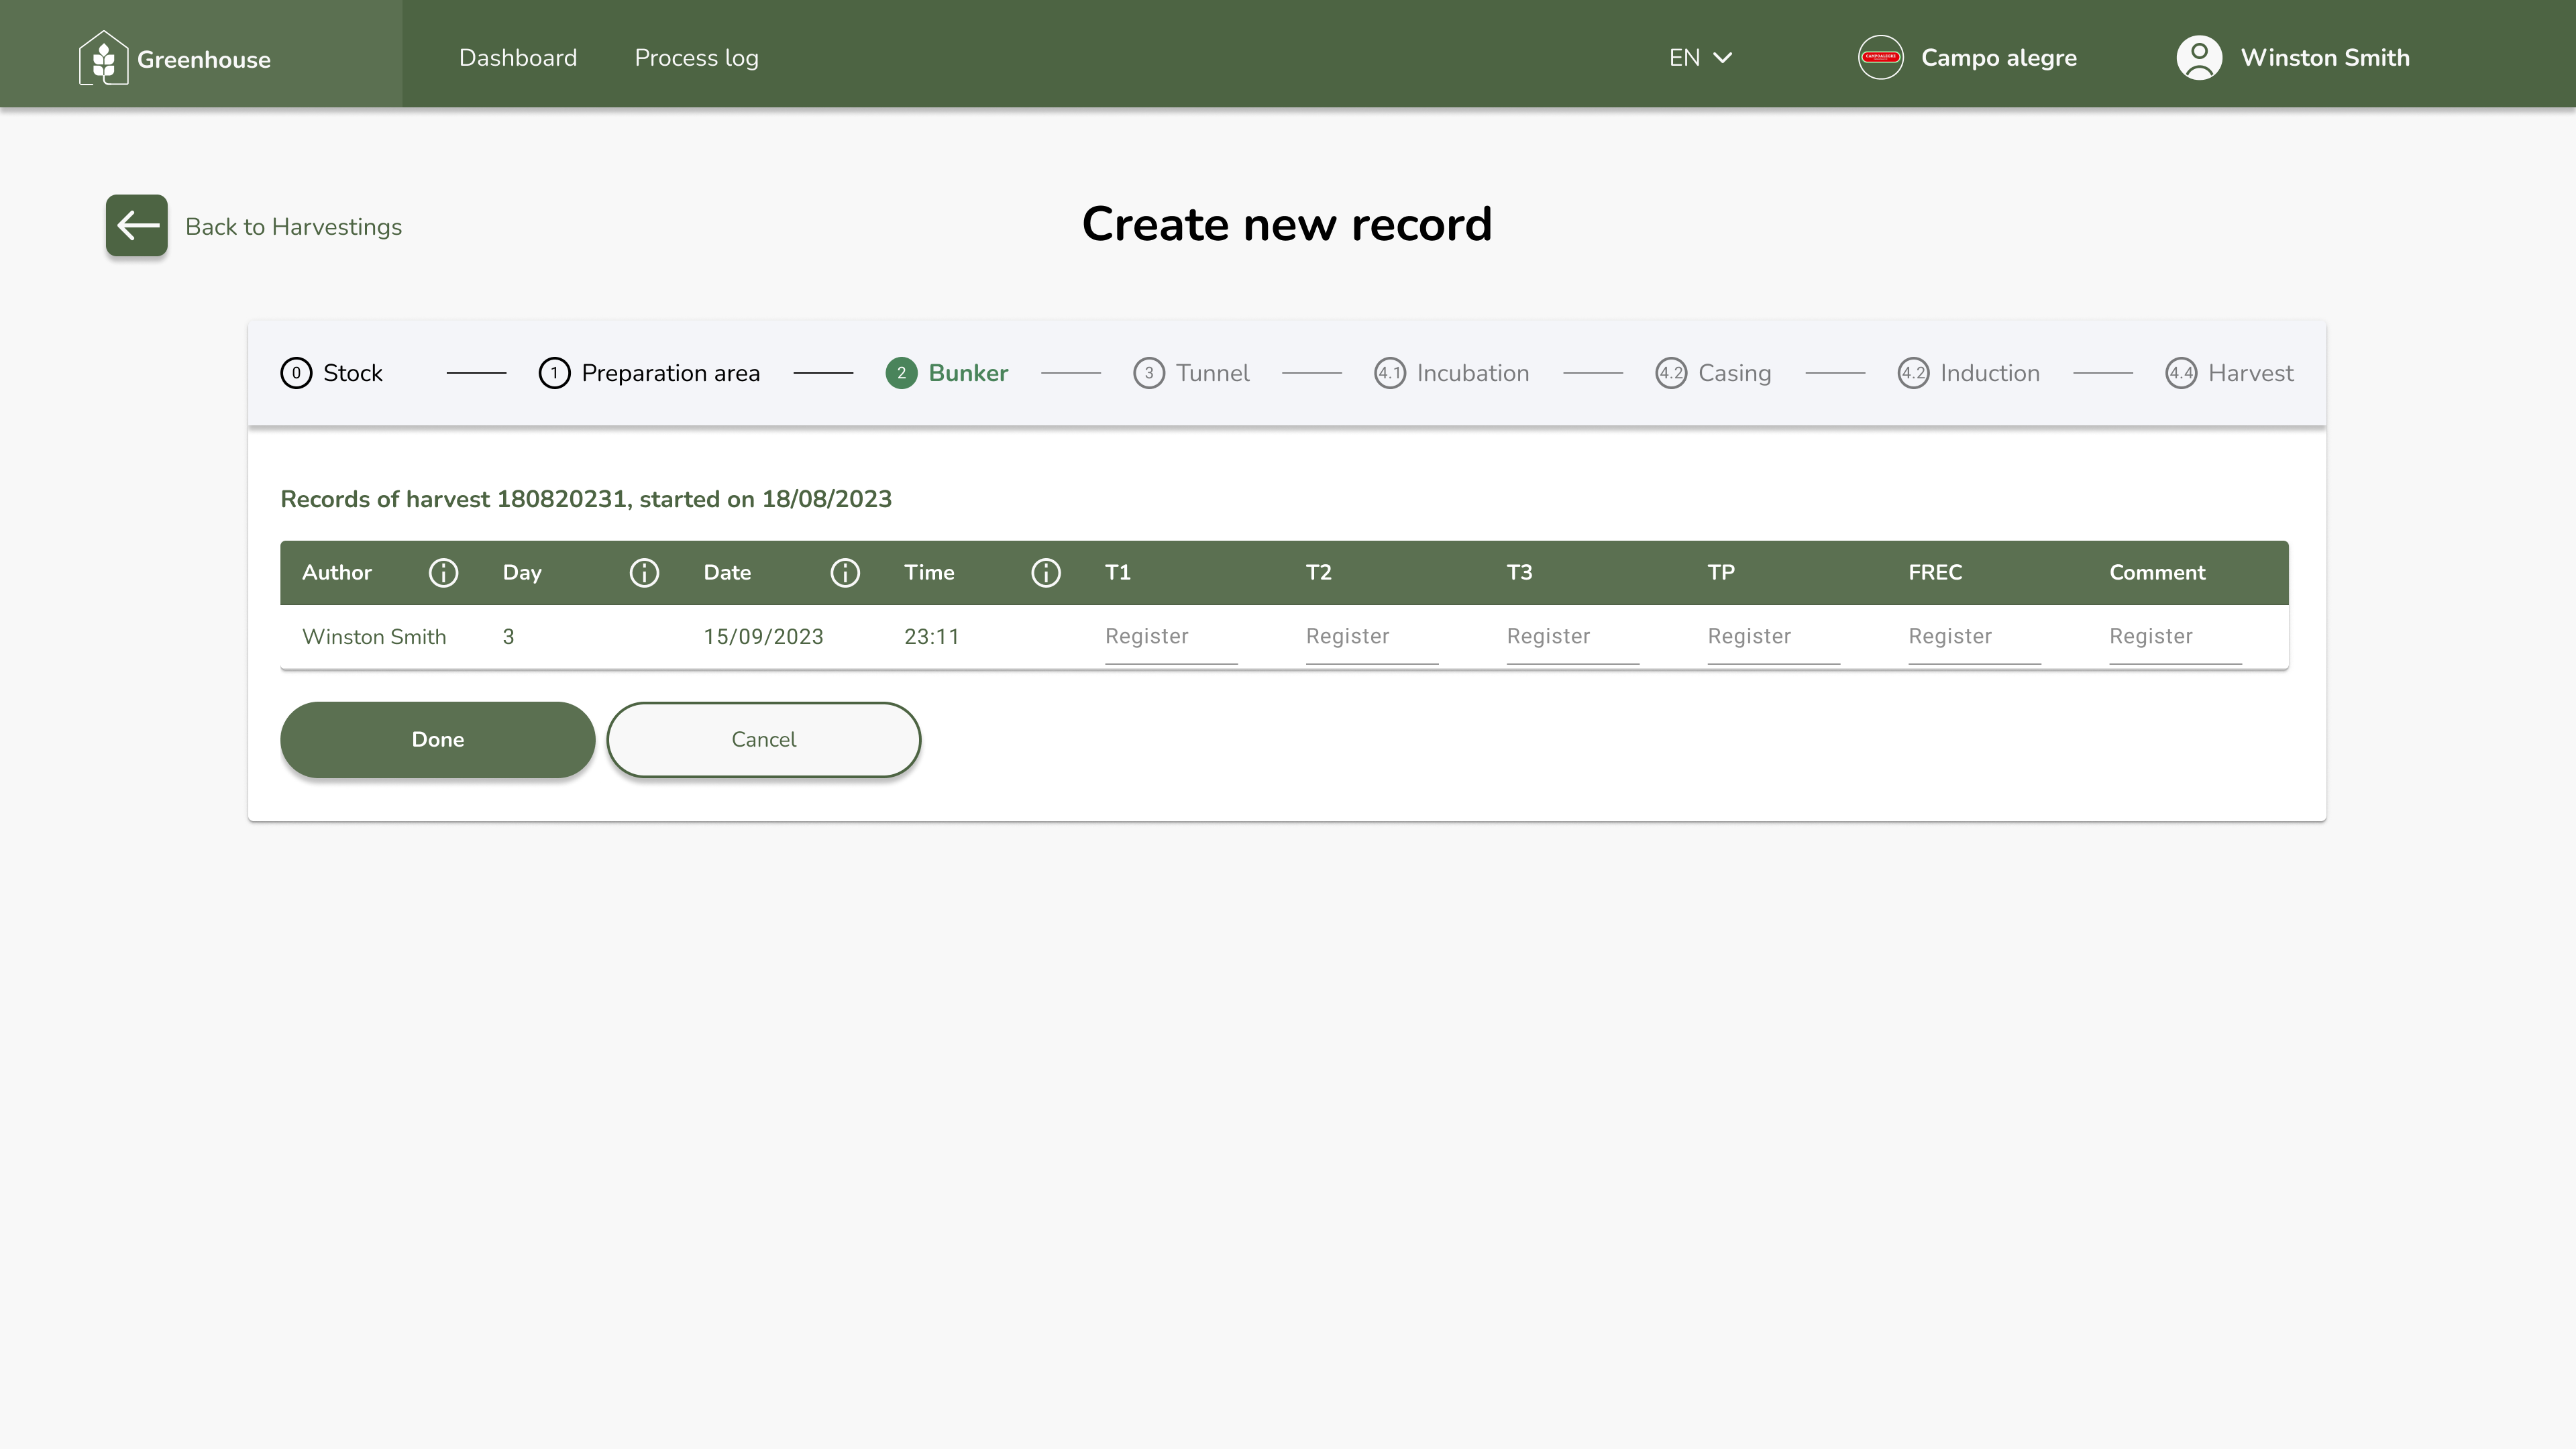 Greenhouse
Dashboard
Process log
EN
CAMPOALEGRE
Campo alegre
Winston Smith
Back to Harvestings
Create new record
0 Stock
1 Preparation area
2 Bunker
3 Tunnel
4.1 Incubation
4.2 Casing
4.2 Induction
4.4 Harvest
Records of harvest 180820231, started on 18/08/2023
Author Day Date Time T1 T2 T3 TP FREC Comment
Winston Smith 3 15/09/2023 23:11 Register Register Register Register Register Register
Done
Cancel